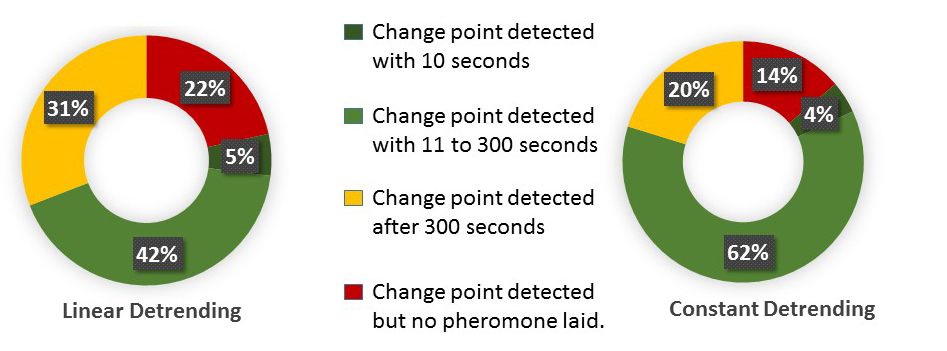 22%
5%
42%
31%
Linear Detrending
Change point detected
with 10 seconds
Change point detected
with 11 to 300 seconds
Change point detected
after 300 seconds
Change point detected
but no pheromone laid.
14%
4%
62%
20%
Constant Detrending